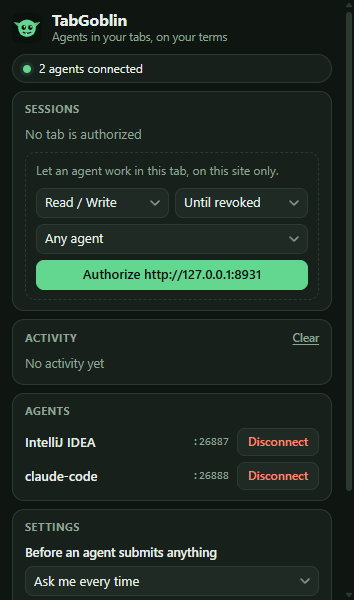 TabGoblin
Agents in your tabs, on your terms
2 agents connected
SESSIONS
No tab is authorized
Let an agent work in this tab, on this site only.
Read / Write
Until revoked
Any agent
Authorize http://127.0.0.1:8931
ACTIVITY
Clear
No activity yet
AGENTS
IntelliJ IDEA :26887 Disconnect
claude-code :26888 Disconnect
SETTINGS
Before an agent submits anything
Ask me every time